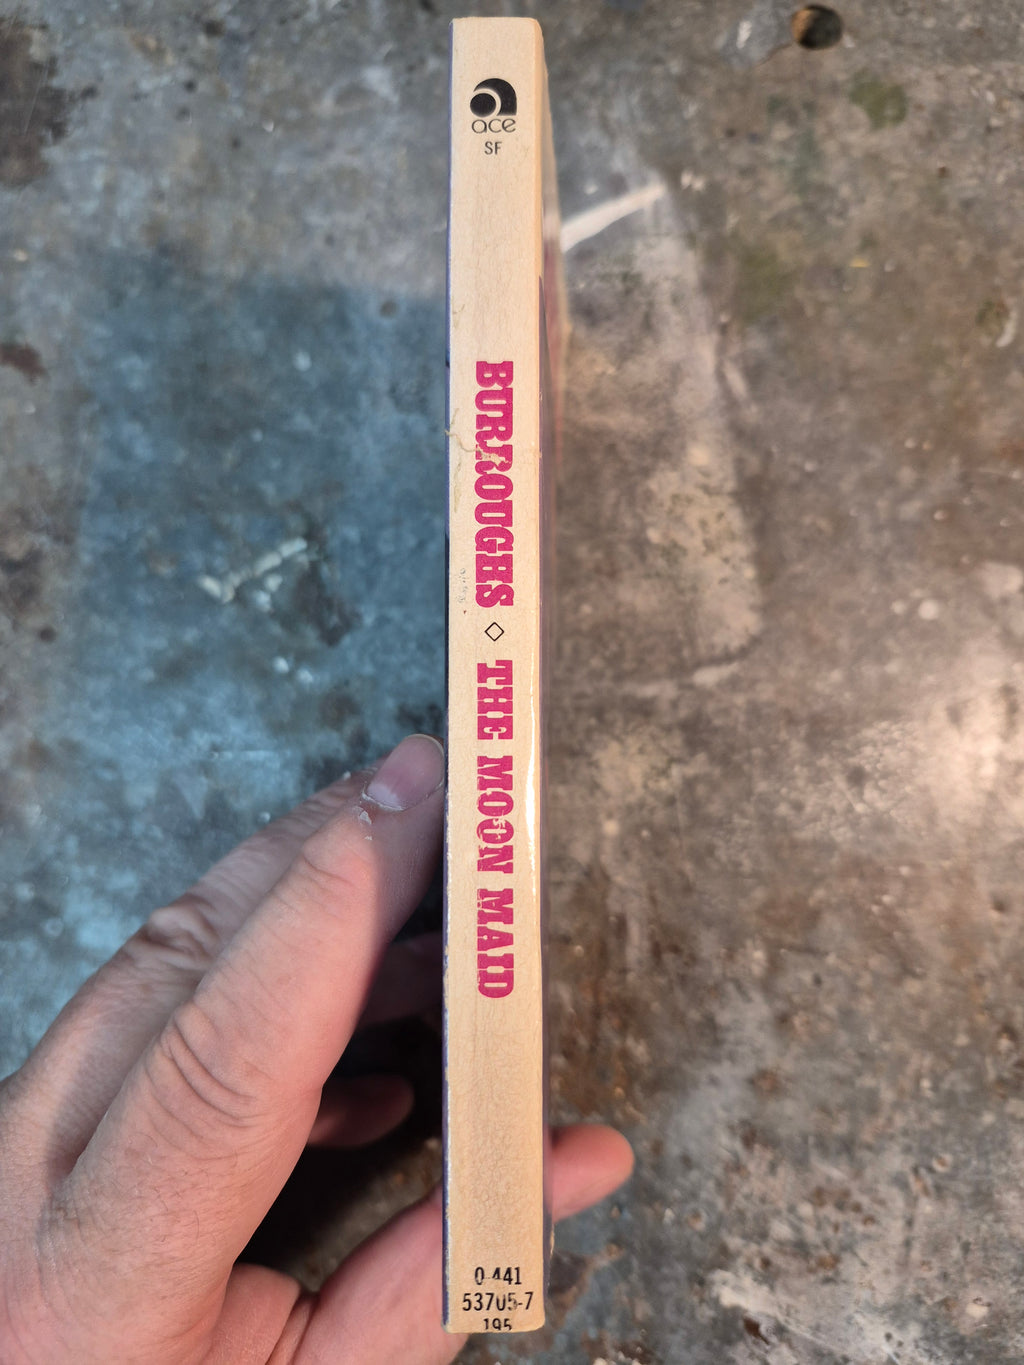 ace
SF
BURROUGHS ◇ THE MOON MAID
0-441
53705-7
195